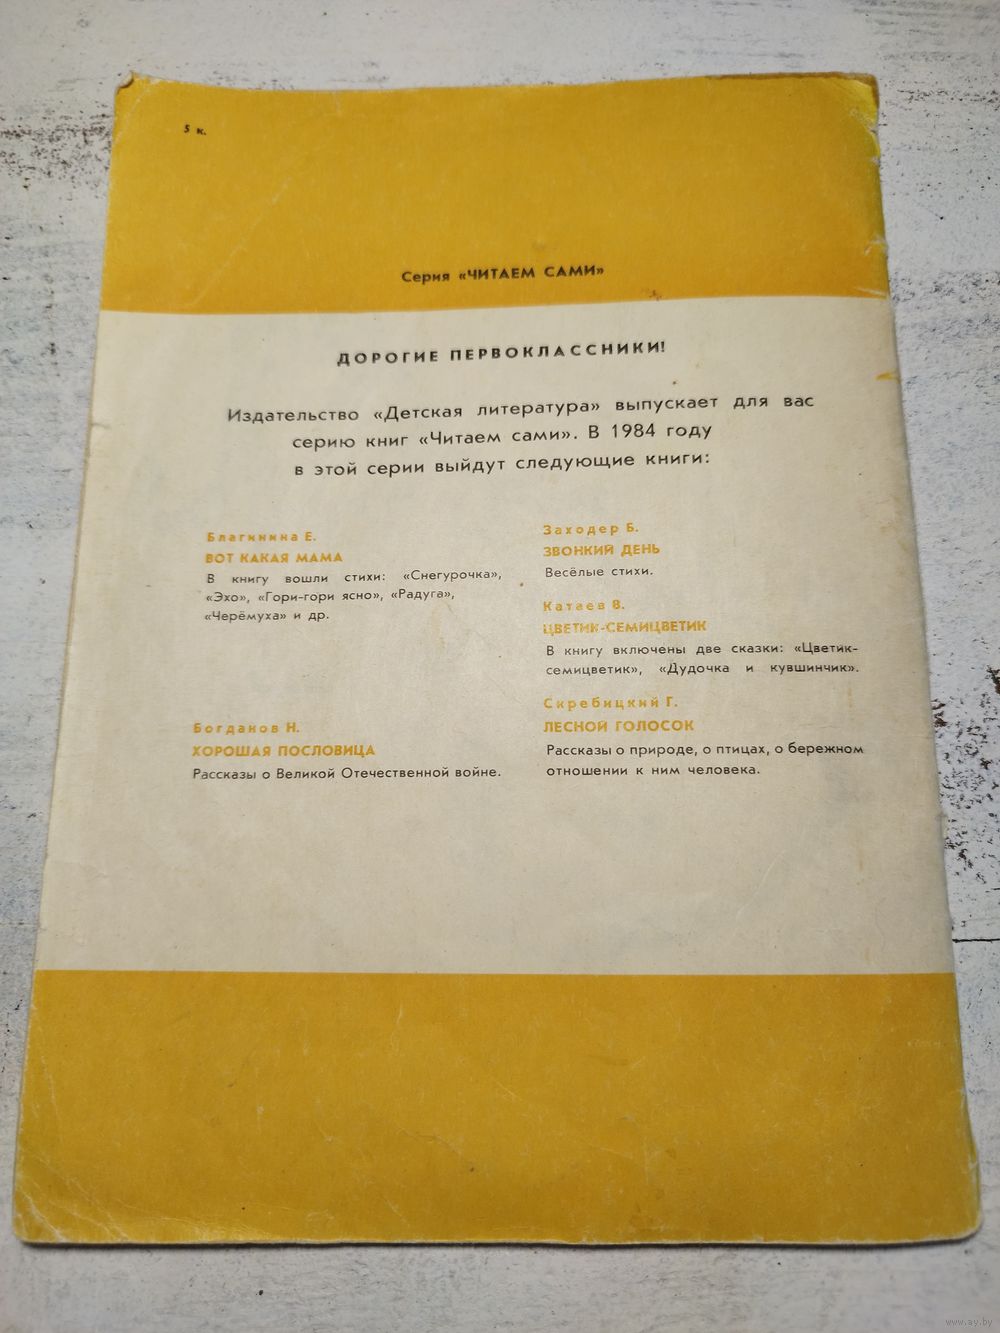 5 к.
Серия «ЧИТАЕМ САМИ»
ДОРОГИЕ ПЕРВОКЛАССНИКИ!
Издательство «Детская литература» выпускает для вас
серию книг «Читаем сами». В 1984 году
в этой серии выйдут следующие книги:
Благинина Е.
ВОТ КАКАЯ МАМА
В книгу вошли стихи: «Снегурочка»,
«Эхо», «Гори-гори ясно», «Радуга»,
«Черёмуха» и др.
Богданов Н.
ХОРОШАЯ ПОСЛОВИЦА
Рассказы о Великой Отечественной войне.
Заходер Б.
ЗВОНКИЙ ДЕНЬ
Весёлые стихи.
Катаев В.
ЦВЕТИК-СЕМИЦВЕТИК
В книгу включены две сказки: «Цветик-
семицветик», «Дудочка и кувшинчик».
Скребицкий Г.
ЛЕСНОЙ ГОЛОСОК
Рассказы о природе, о птицах, о бережном
отношении к ним человека.
www.ay.by